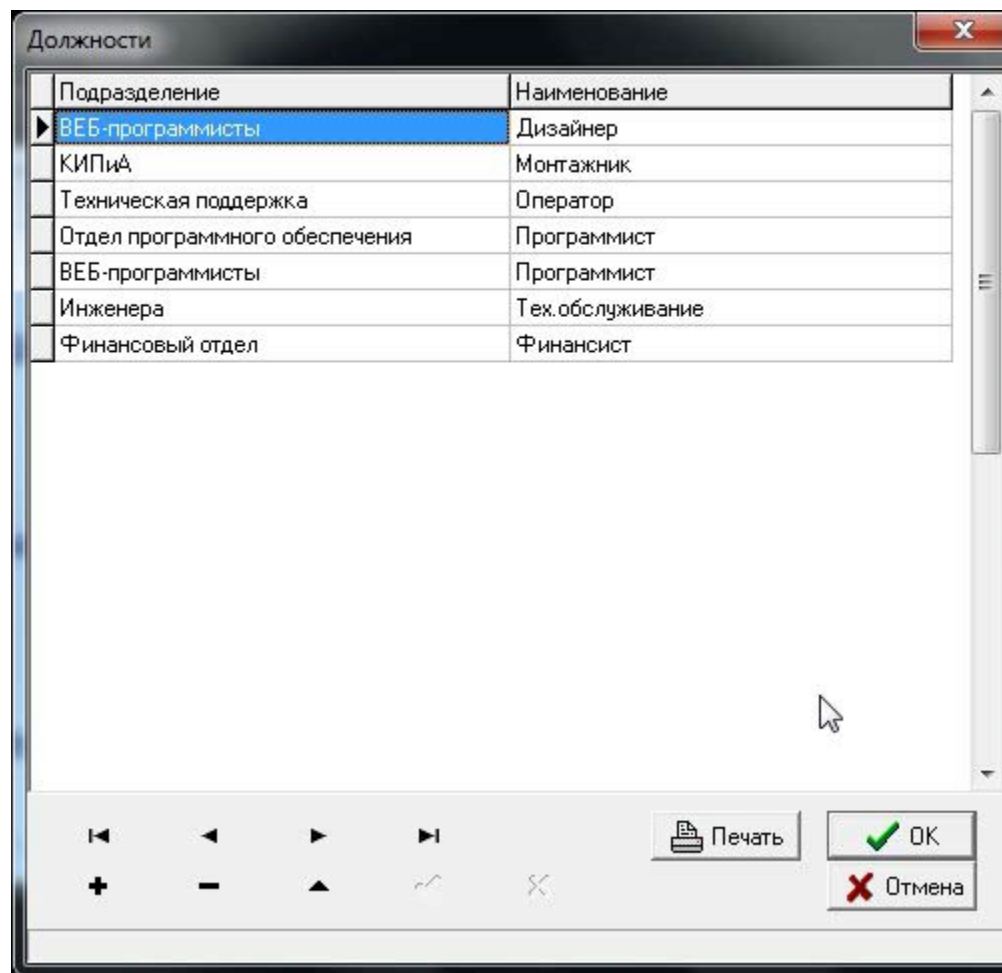 Должности
Подразделение Наименование
ВЕБ-программисты Дизайнер
КИПиА Монтажник
Техническая поддержка Оператор
Отдел программного обеспечения Программист
ВЕБ-программисты Программист
Инженера Тех.обслуживание
Финансовый отдел Финансист
Печать OK
Отмена